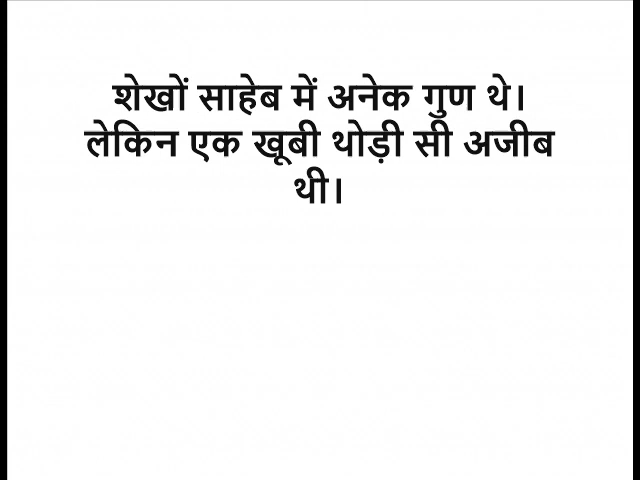 शेखों साहेब में अनेक गुण थे।
लेकिन एक खूबी थोड़ी सी अजीब
थी।